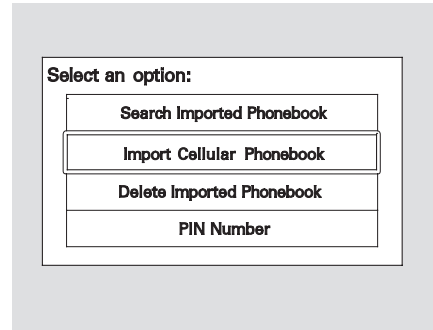 Select an option:
Search Imported Phonebook
Import Cellular Phonebook
Delete Imported Phonebook
PIN Number